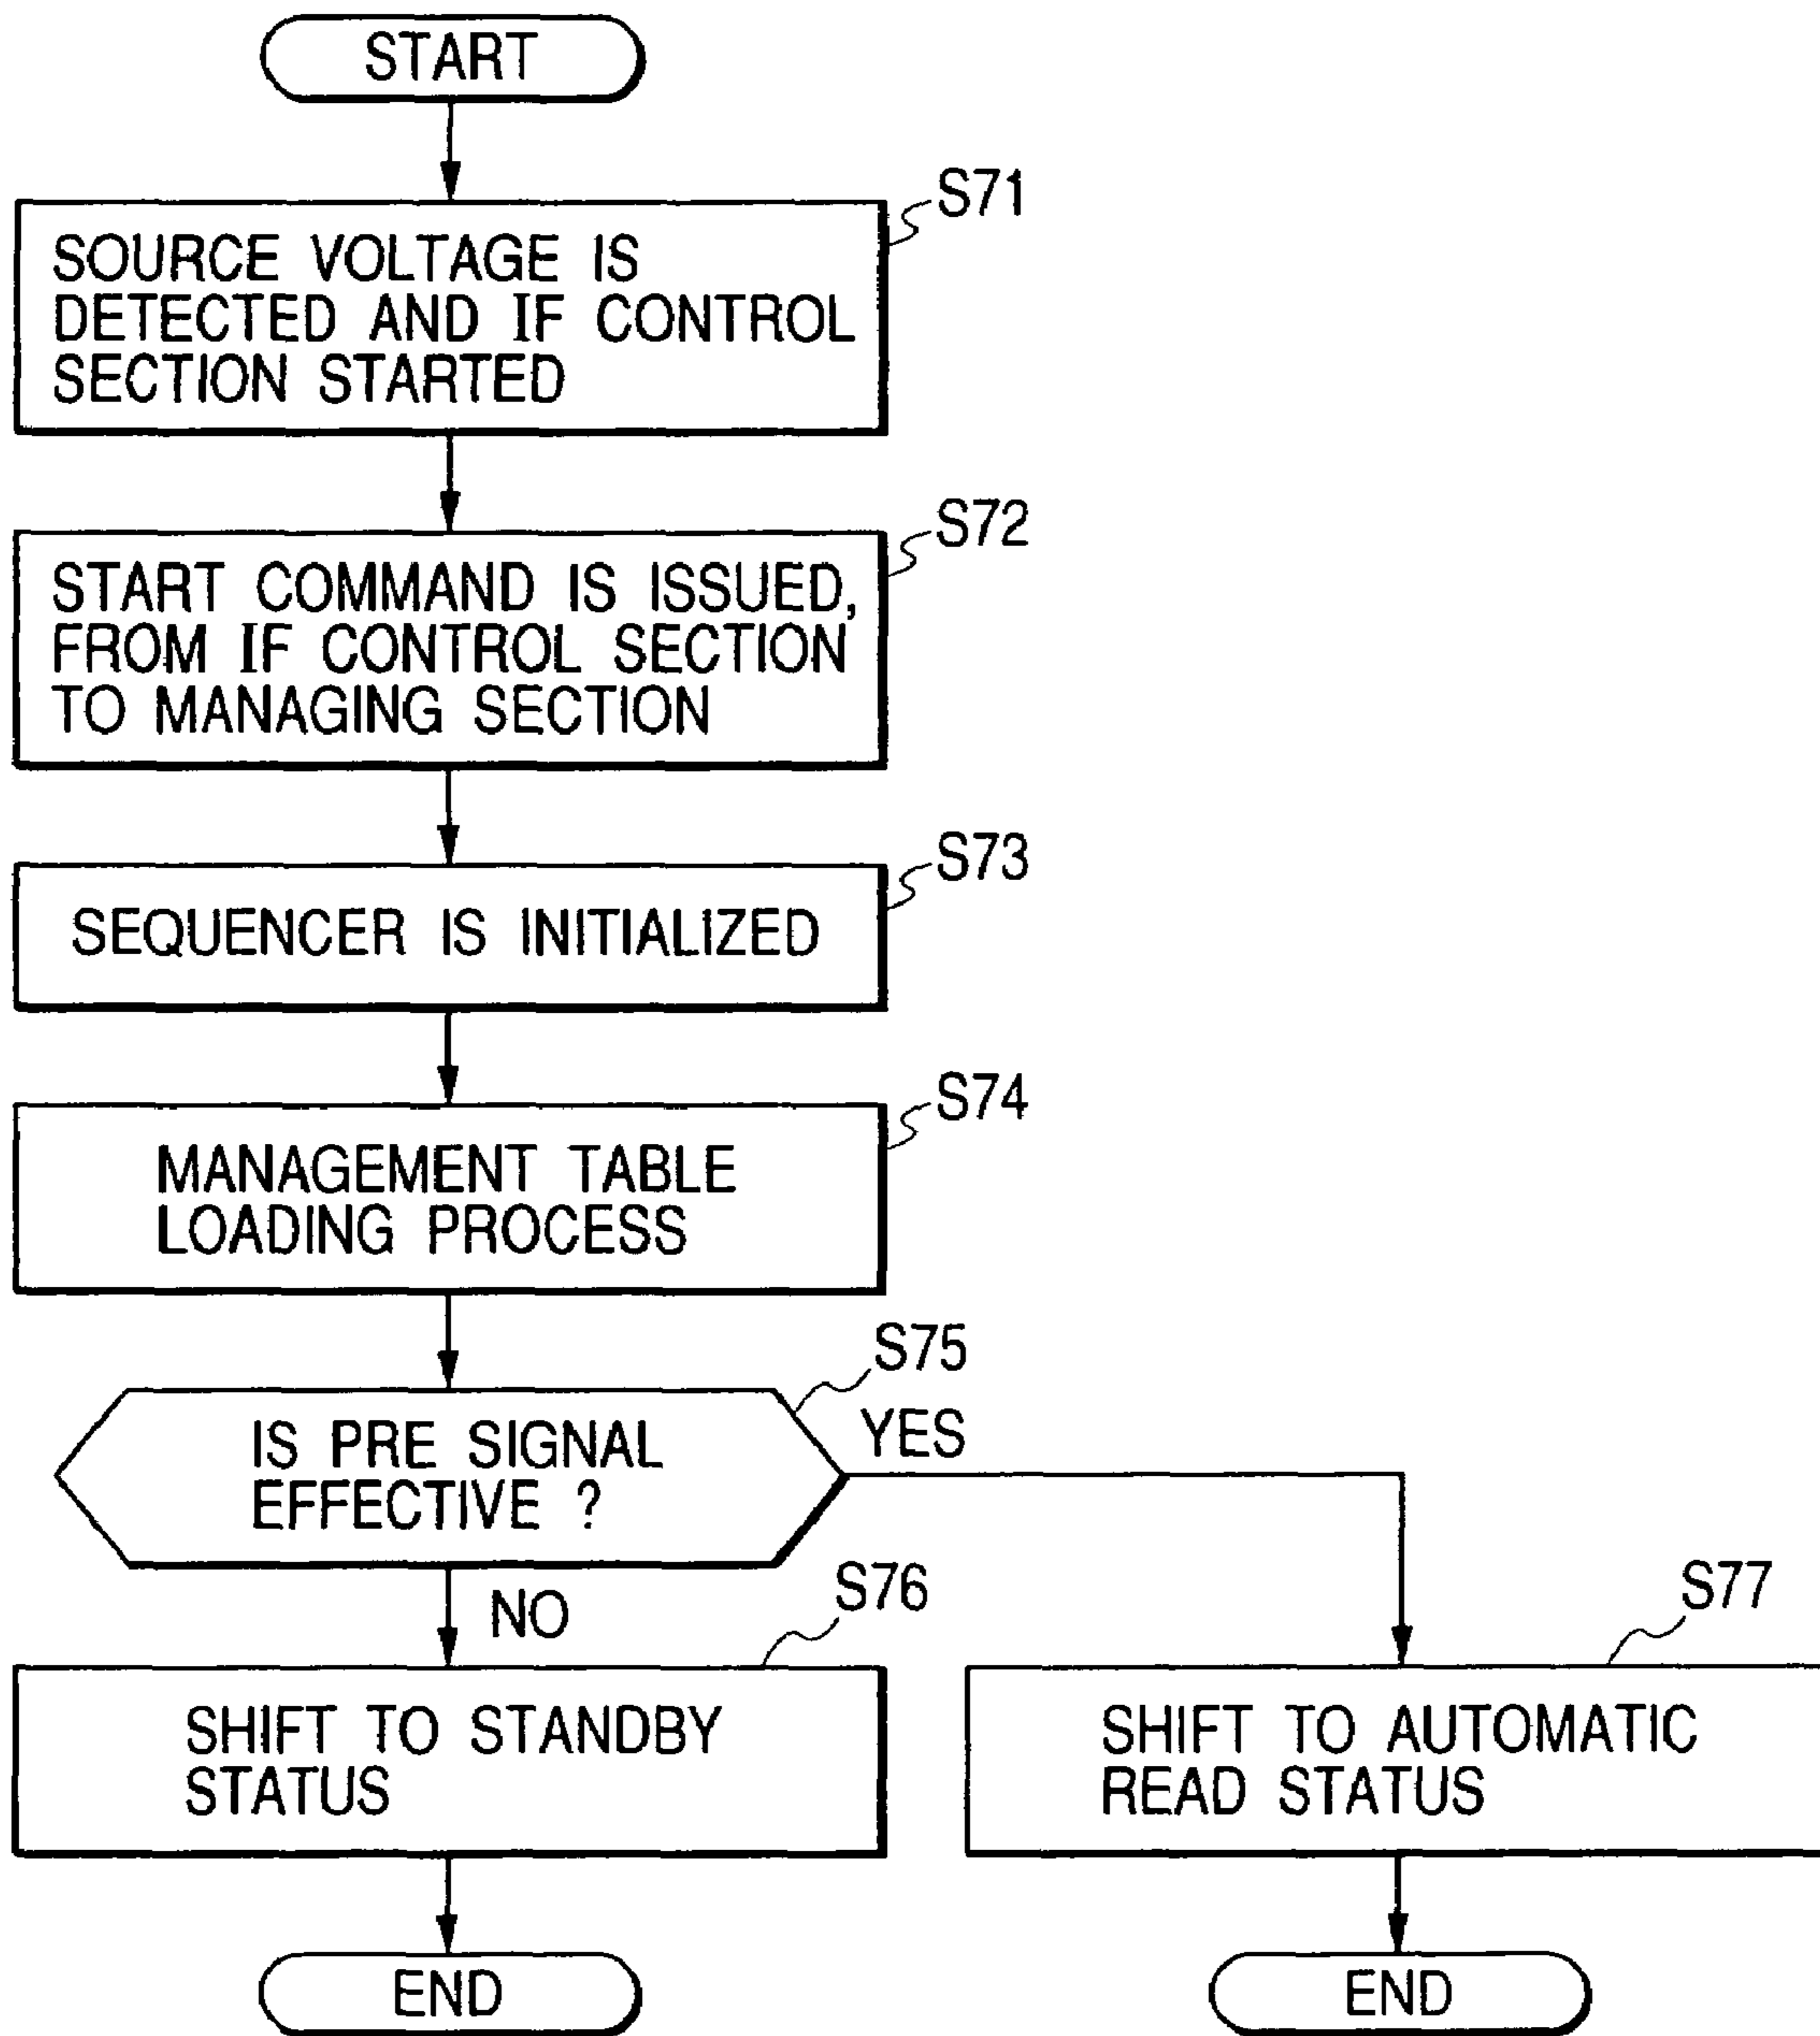 START
S71
SOURCE VOLTAGE IS
DETECTED AND IF CONTROL
SECTION STARTED
S72
START COMMAND IS ISSUED,
FROM IF CONTROL SECTION
TO MANAGING SECTION
S73
SEQUENCER IS INITIALIZED
S74
MANAGEMENT TABLE
LOADING PROCESS
S75
IS PRE SIGNAL
EFFECTIVE ?
YES
NO
S76
SHIFT TO STANDBY
STATUS
S77
SHIFT TO AUTOMATIC
READ STATUS
END
END